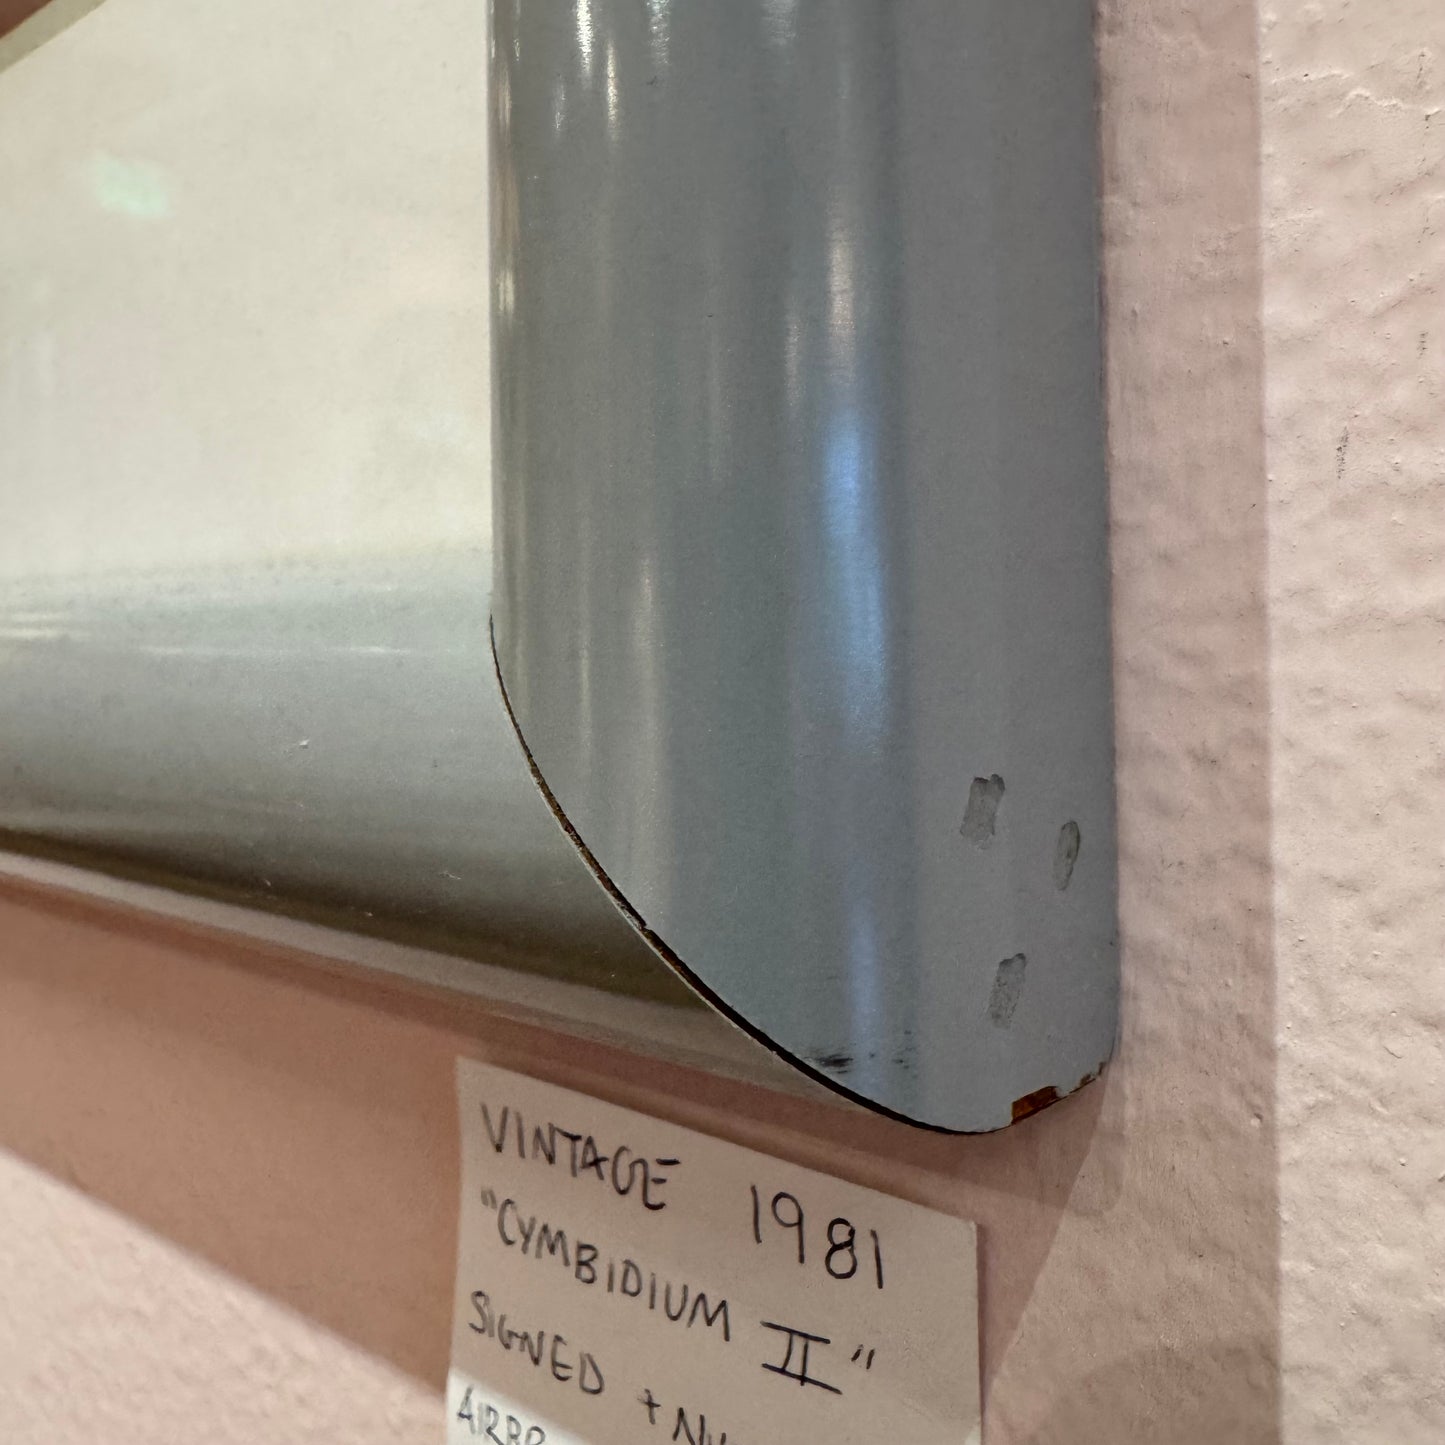 VINTAGE 1981
"CYMBIDIUM II"
SIGNED +